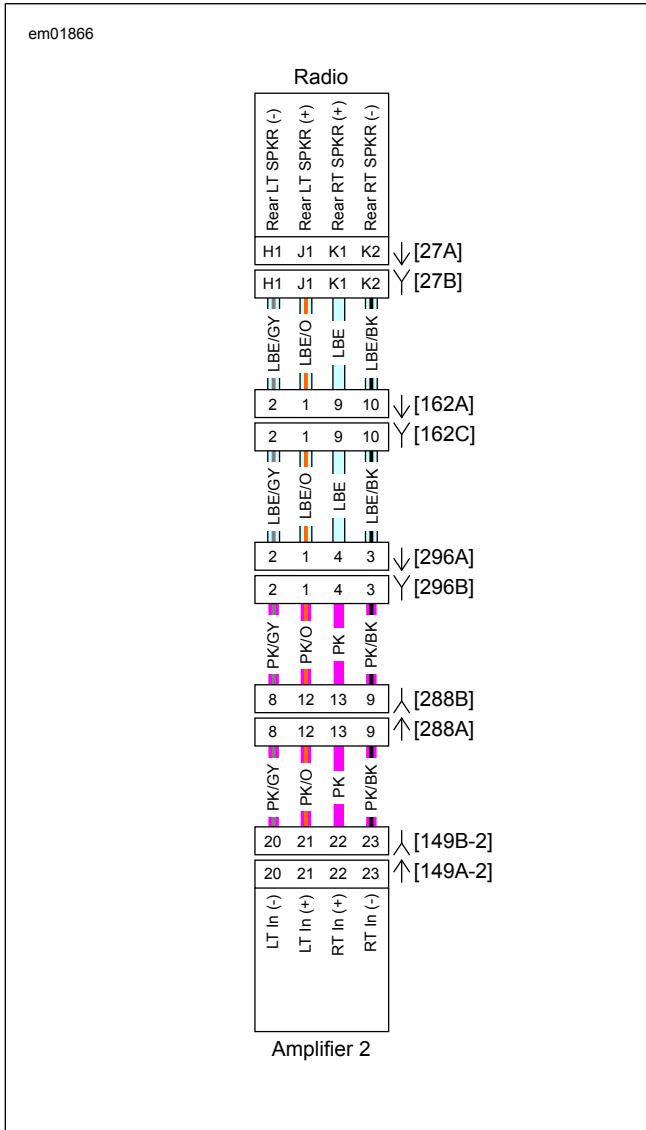 em01866
Radio
Rear LT SPKR (-)
Rear LT SPKR (+)
Rear RT SPKR (+)
Rear RT SPKR (-)
H1 J1 K1 K2 [27A]
H1 J1 K1 K2 [27B]
LBE/GY LBE/O LBE LBE/BK
2 1 9 10 [162A]
2 1 9 10 [162C]
LBE/GY LBE/O LBE LBE/BK
2 1 4 3 [296A]
2 1 4 3 [296B]
PK/GY PK/O PK PK/BK
8 12 13 9 [288B]
8 12 13 9 [288A]
PK/GY PK/O PK PK/BK
20 21 22 23 [149B-2]
20 21 22 23 [149A-2]
LT In (-)
LT In (+)
RT In (+)
RT In (-)
Amplifier 2